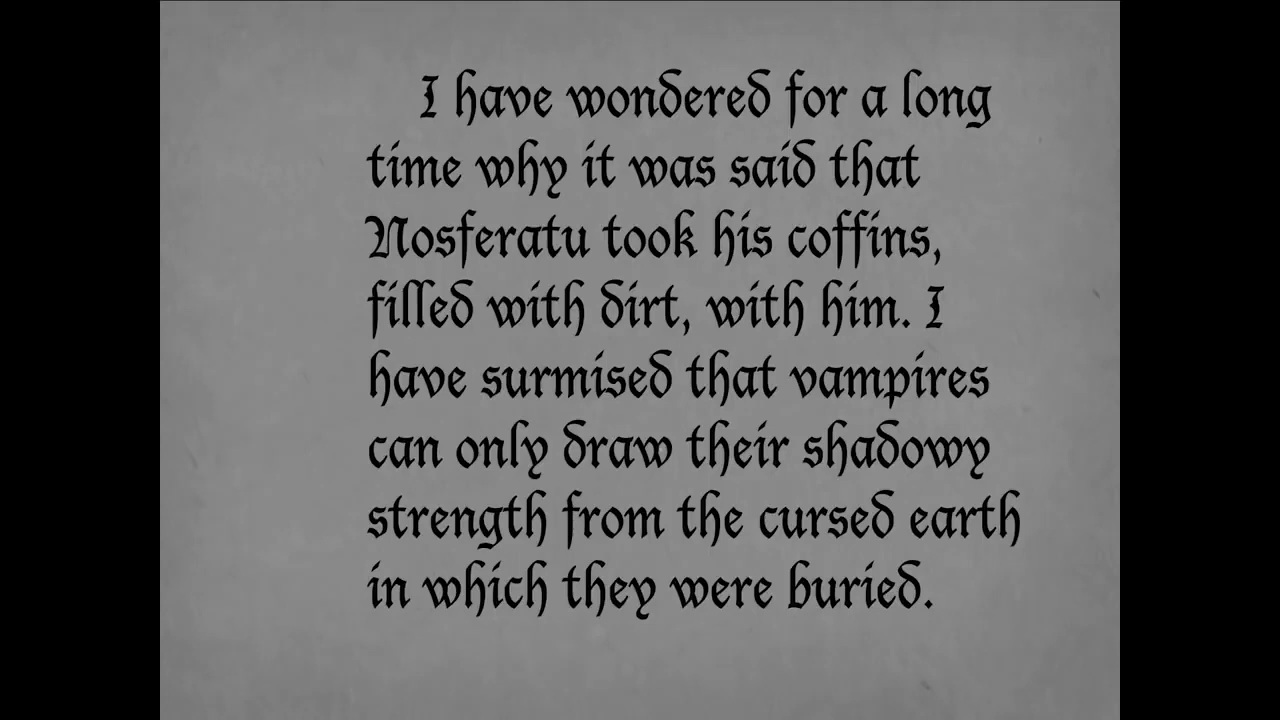 I have wondered for a long
time why it was said that
Nosferatu took his coffins,
filled with dirt, with him. I
have surmised that vampires
can only draw their shadowy
strength from the cursed earth
in which they were buried.